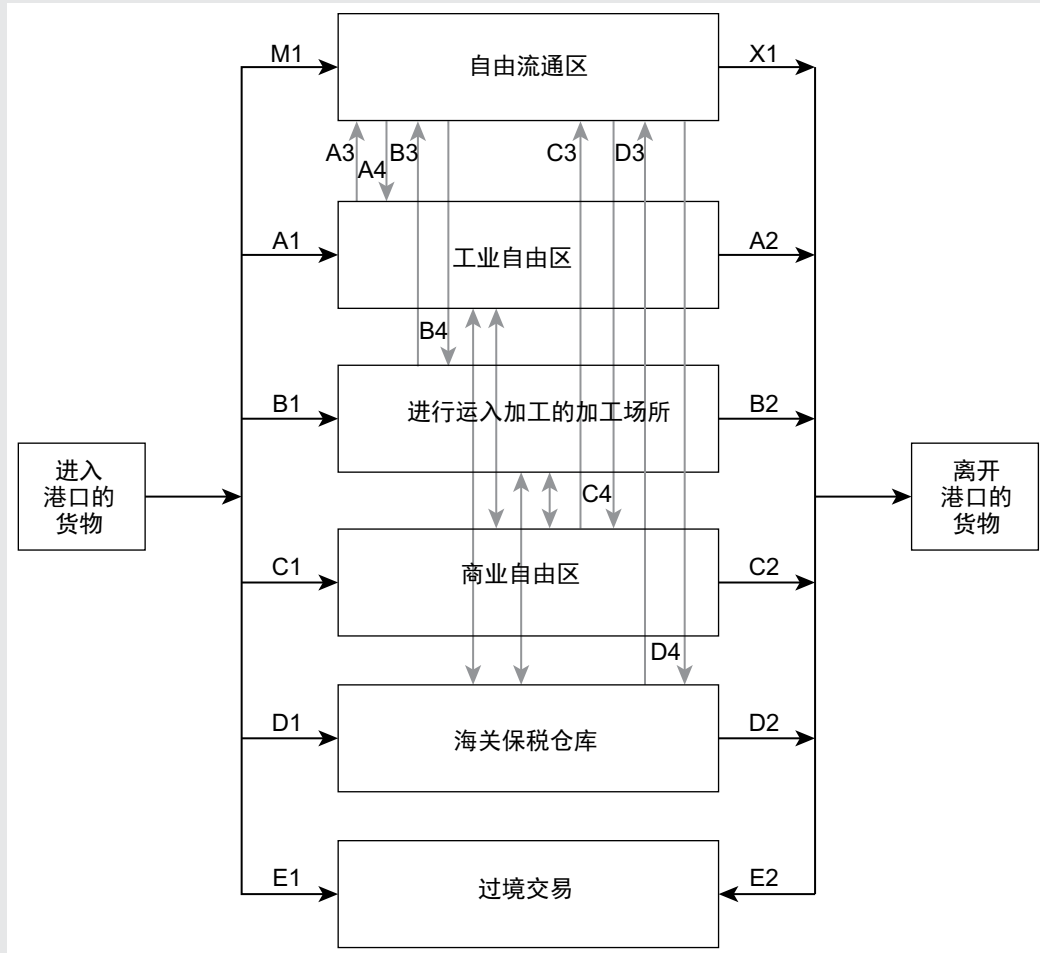 M1
自由流通区
X1
A3
A4
B3
C3
D3
A1
工业自由区
A2
B4
B1
进行运入加工的加工场所
B2
进入
港口的
货物
离开
港口的
货物
C4
C1
商业自由区
C2
D4
D1
海关保税仓库
D2
E1
过境交易
E2